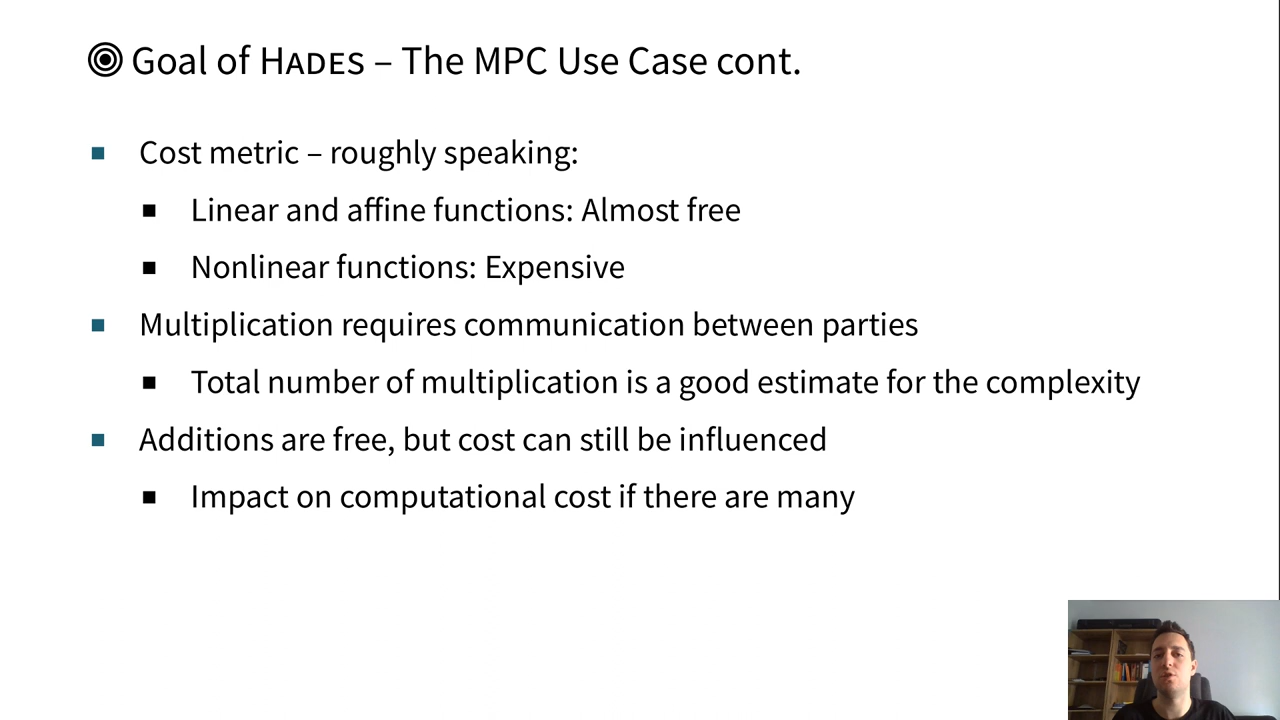 Goal of HADES – The MPC Use Case cont.
Cost metric – roughly speaking:
Linear and affine functions: Almost free
Nonlinear functions: Expensive
Multiplication requires communication between parties
Total number of multiplication is a good estimate for the complexity
Additions are free, but cost can still be influenced
Impact on computational cost if there are many